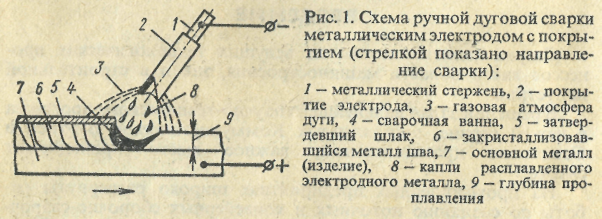 Рис. 1. Схема ручной дуговой сварки
металлическим электродом с покры-
тием (стрелкой показано направле-
ние сварки):
1 — металлический стержень, 2 — покры-
тие электрода, 3 — газовая атмосфера
дуги, 4 — сварочная ванна, 5 — затвер-
девший шлак, 6 — закристаллизовав-
шийся металл шва, 7 — основной металл
(изделие), 8 — капли расплавленного
электродного металла, 9 — глубина про-
плавления
2 1 −
3
7 6 5 4 8
9
+